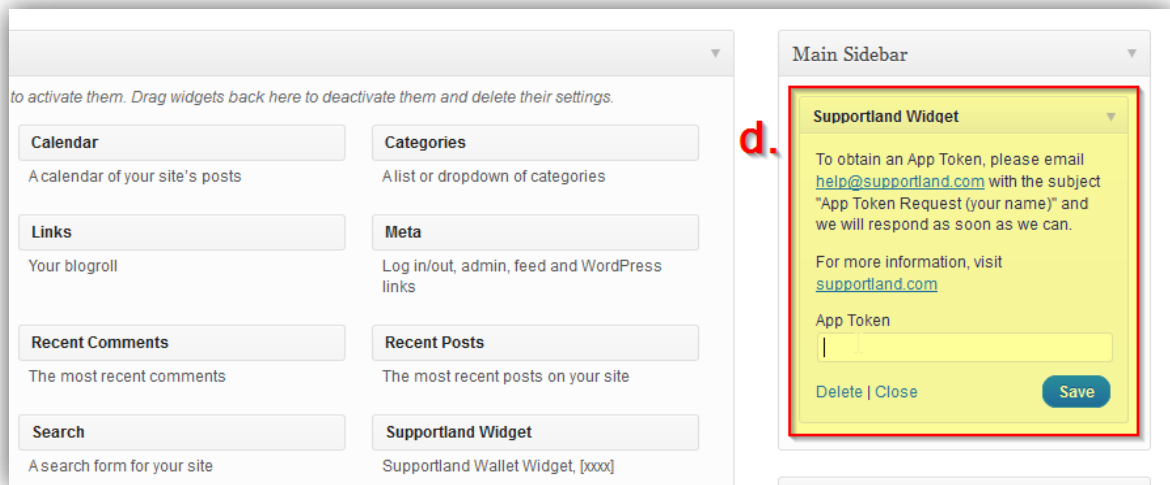 to activate them. Drag widgets back here to deactivate them and delete their settings.
Calendar
A calendar of your site's posts
Categories
A list or dropdown of categories
Links
Your blogroll
Meta
Log in/out, admin, feed and WordPress
links
Recent Comments
The most recent comments
Recent Posts
The most recent posts on your site
Search
A search form for your site
Supportland Widget
Supportland Wallet Widget, [xxxx]
Main Sidebar
d.
Supportland Widget
To obtain an App Token, please email
help@supportland.com with the subject
"App Token Request (your name)" and
we will respond as soon as we can.
For more information, visit
supportland.com
App Token
Delete | Close
Save